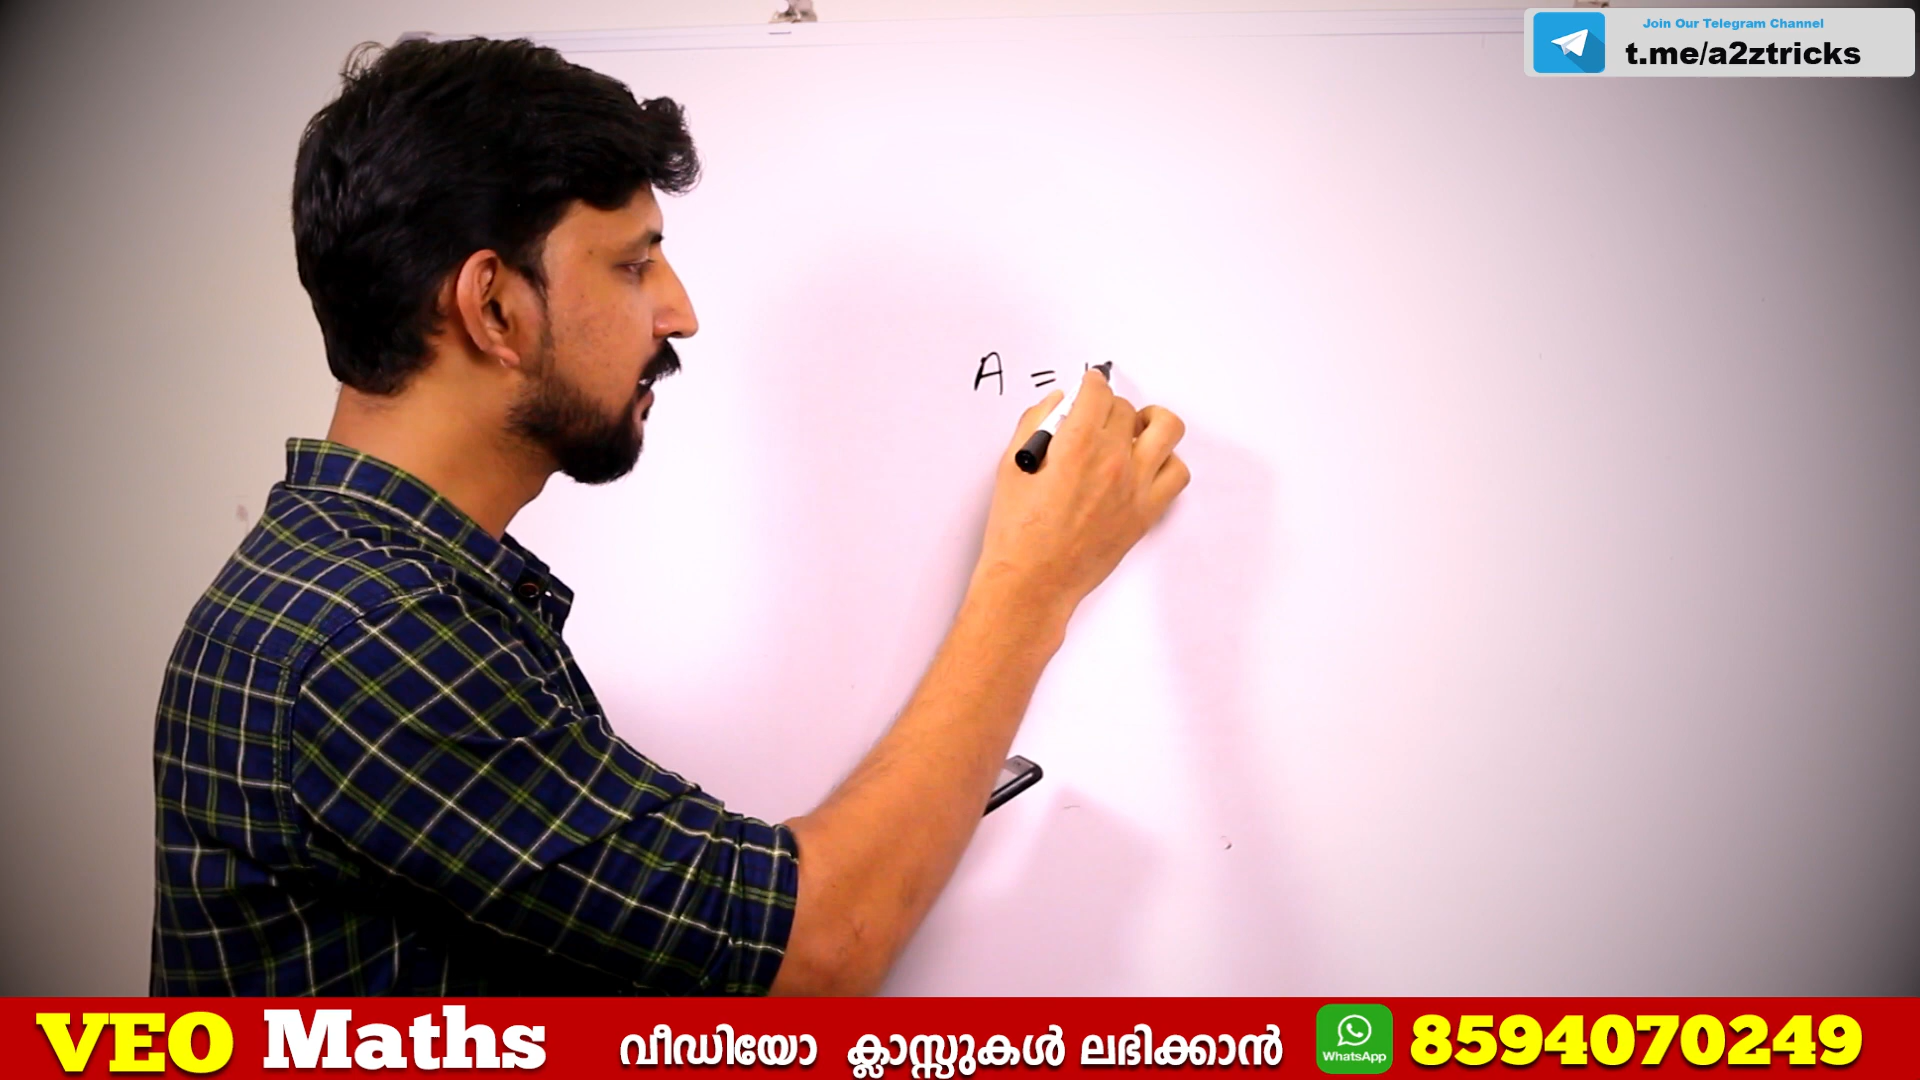 Join Our Telegram Channel
t.me/a2ztricks
A =
VEO Maths വീഡിയോ ക്ലാസ്സുകൾ ലഭിക്കാൻ WhatsApp 8594070249